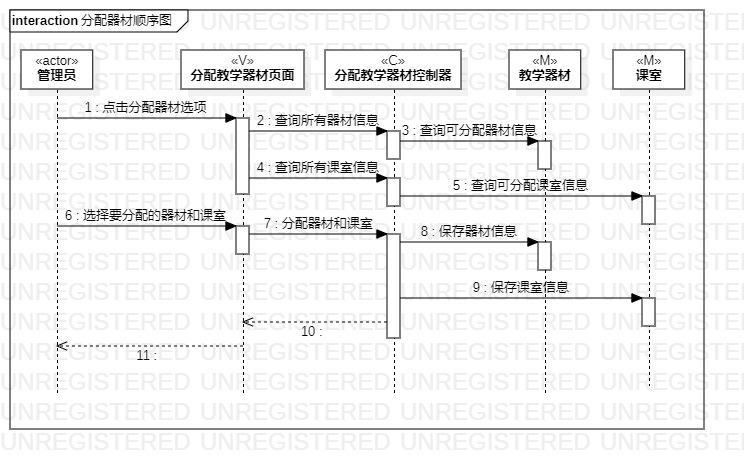 interaction 分配器材顺序图
«actor»
管理员
«V»
分配教学器材页面
«C»
分配教学器材控制器
«M»
教学器材
«M»
课室
1 : 点击分配器材选项
2 : 查询所有器材信息
3 : 查询可分配器材信息
4 : 查询所有课室信息
5 : 查询可分配课室信息
6 : 选择要分配的器材和课室
7 : 分配器材和课室
8 : 保存器材信息
9 : 保存课室信息
10 :
11 :
UNREGISTERED UNREGISTERED UNREGISTERED UNREGISTERED